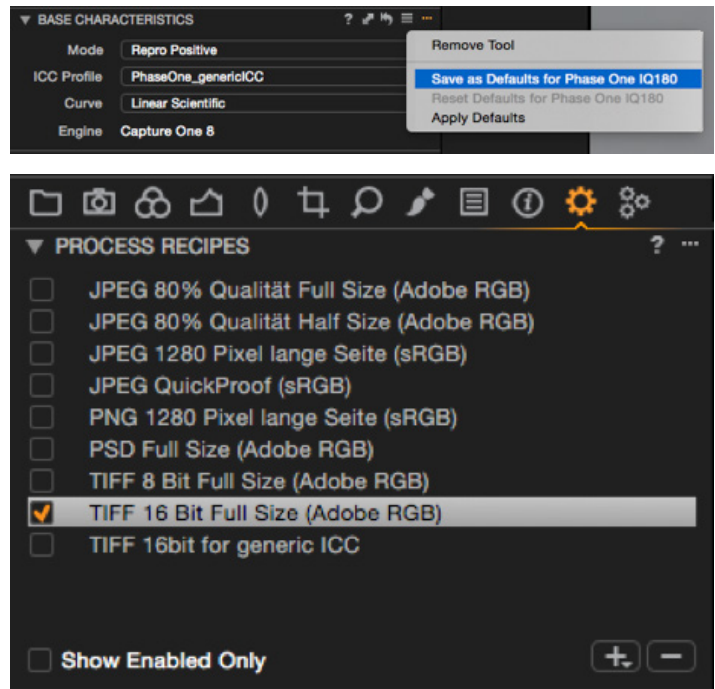 BASE CHARACTERISTICS ?
Mode Repro Positive
ICC Profile PhaseOne_genericICC
Curve Linear Scientific
Engine Capture One 8
Remove Tool
Save as Defaults for Phase One IQ180
Reset Defaults for Phase One IQ180
Apply Defaults
PROCESS RECIPES ?
JPEG 80% Qualität Full Size (Adobe RGB)
JPEG 80% Qualität Half Size (Adobe RGB)
JPEG 1280 Pixel lange Seite (sRGB)
JPEG QuickProof (sRGB)
PNG 1280 Pixel lange Seite (sRGB)
PSD Full Size (Adobe RGB)
TIFF 8 Bit Full Size (Adobe RGB)
TIFF 16 Bit Full Size (Adobe RGB)
TIFF 16bit for generic ICC
Show Enabled Only